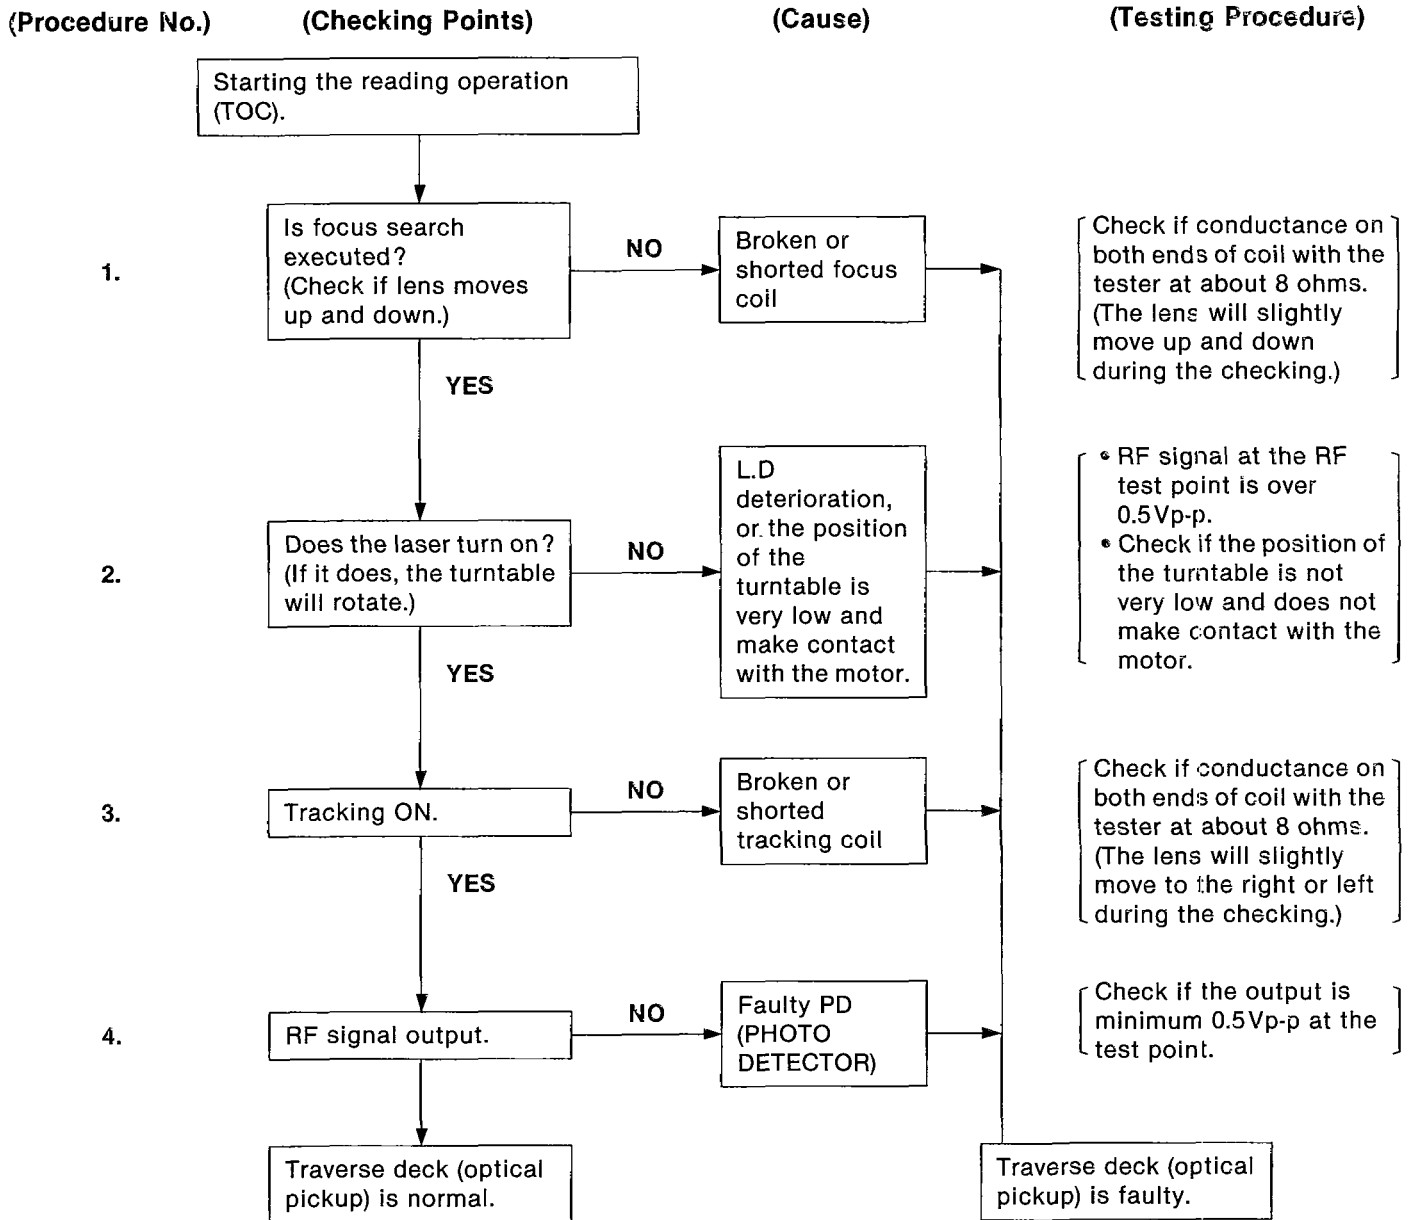 (Procedure No.) (Checking Points) (Cause) (Testing Procedure)
Starting the reading operation
(TOC).
1.
Is focus search
executed?
(Check if lens moves
up and down.)
NO
Broken or
shorted focus
coil
Check if conductance on
both ends of coil with the
tester at about 8 ohms.
(The lens will slightly
move up and down
during the checking.)
YES
2.
Does the laser turn on?
(If it does, the turntable
will rotate.)
NO
L.D
deterioration,
or the position
of the
turntable is
very low and
make contact
with the motor.
• RF signal at the RF
test point is over
0.5Vp-p.
• Check if the position of
the turntable is not
very low and does not
make contact with the
motor.
YES
3.
Tracking ON.
NO
Broken or
shorted
tracking coil
Check if conductance on
both ends of coil with the
tester at about 8 ohms.
(The lens will slightly
move to the right or left
during the checking.)
YES
4.
RF signal output.
NO
Faulty PD
(PHOTO
DETECTOR)
Check if the output is
minimum 0.5Vp-p at the
test point.
Traverse deck (optical
pickup) is normal.
Traverse deck (optical
pickup) is faulty.